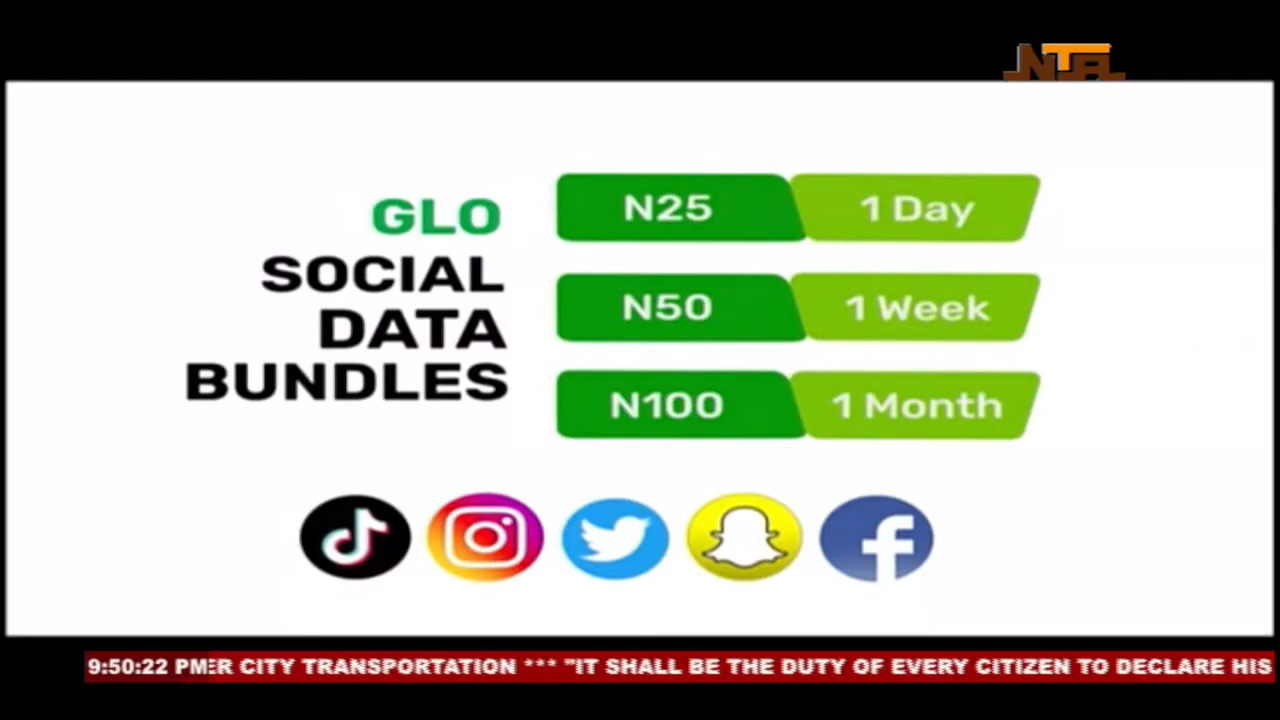 NTA
GLO
SOCIAL
DATA
BUNDLES
N25 1 Day
N50 1 Week
N100 1 Month
9:50:22 PM ER CITY TRANSPORTATION *** "IT SHALL BE THE DUTY OF EVERY CITIZEN TO DECLARE HIS